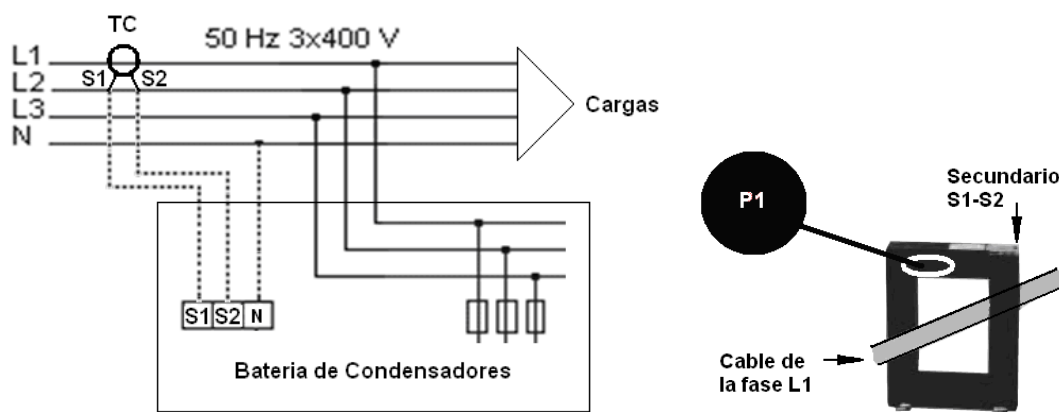 TC
50 Hz 3x400 V
L1
S1 S2
L2
L3
N
Cargas
S1 S2 N
Bateria de Condensadores
P1
Secundario
S1-S2
Cable de
la fase L1